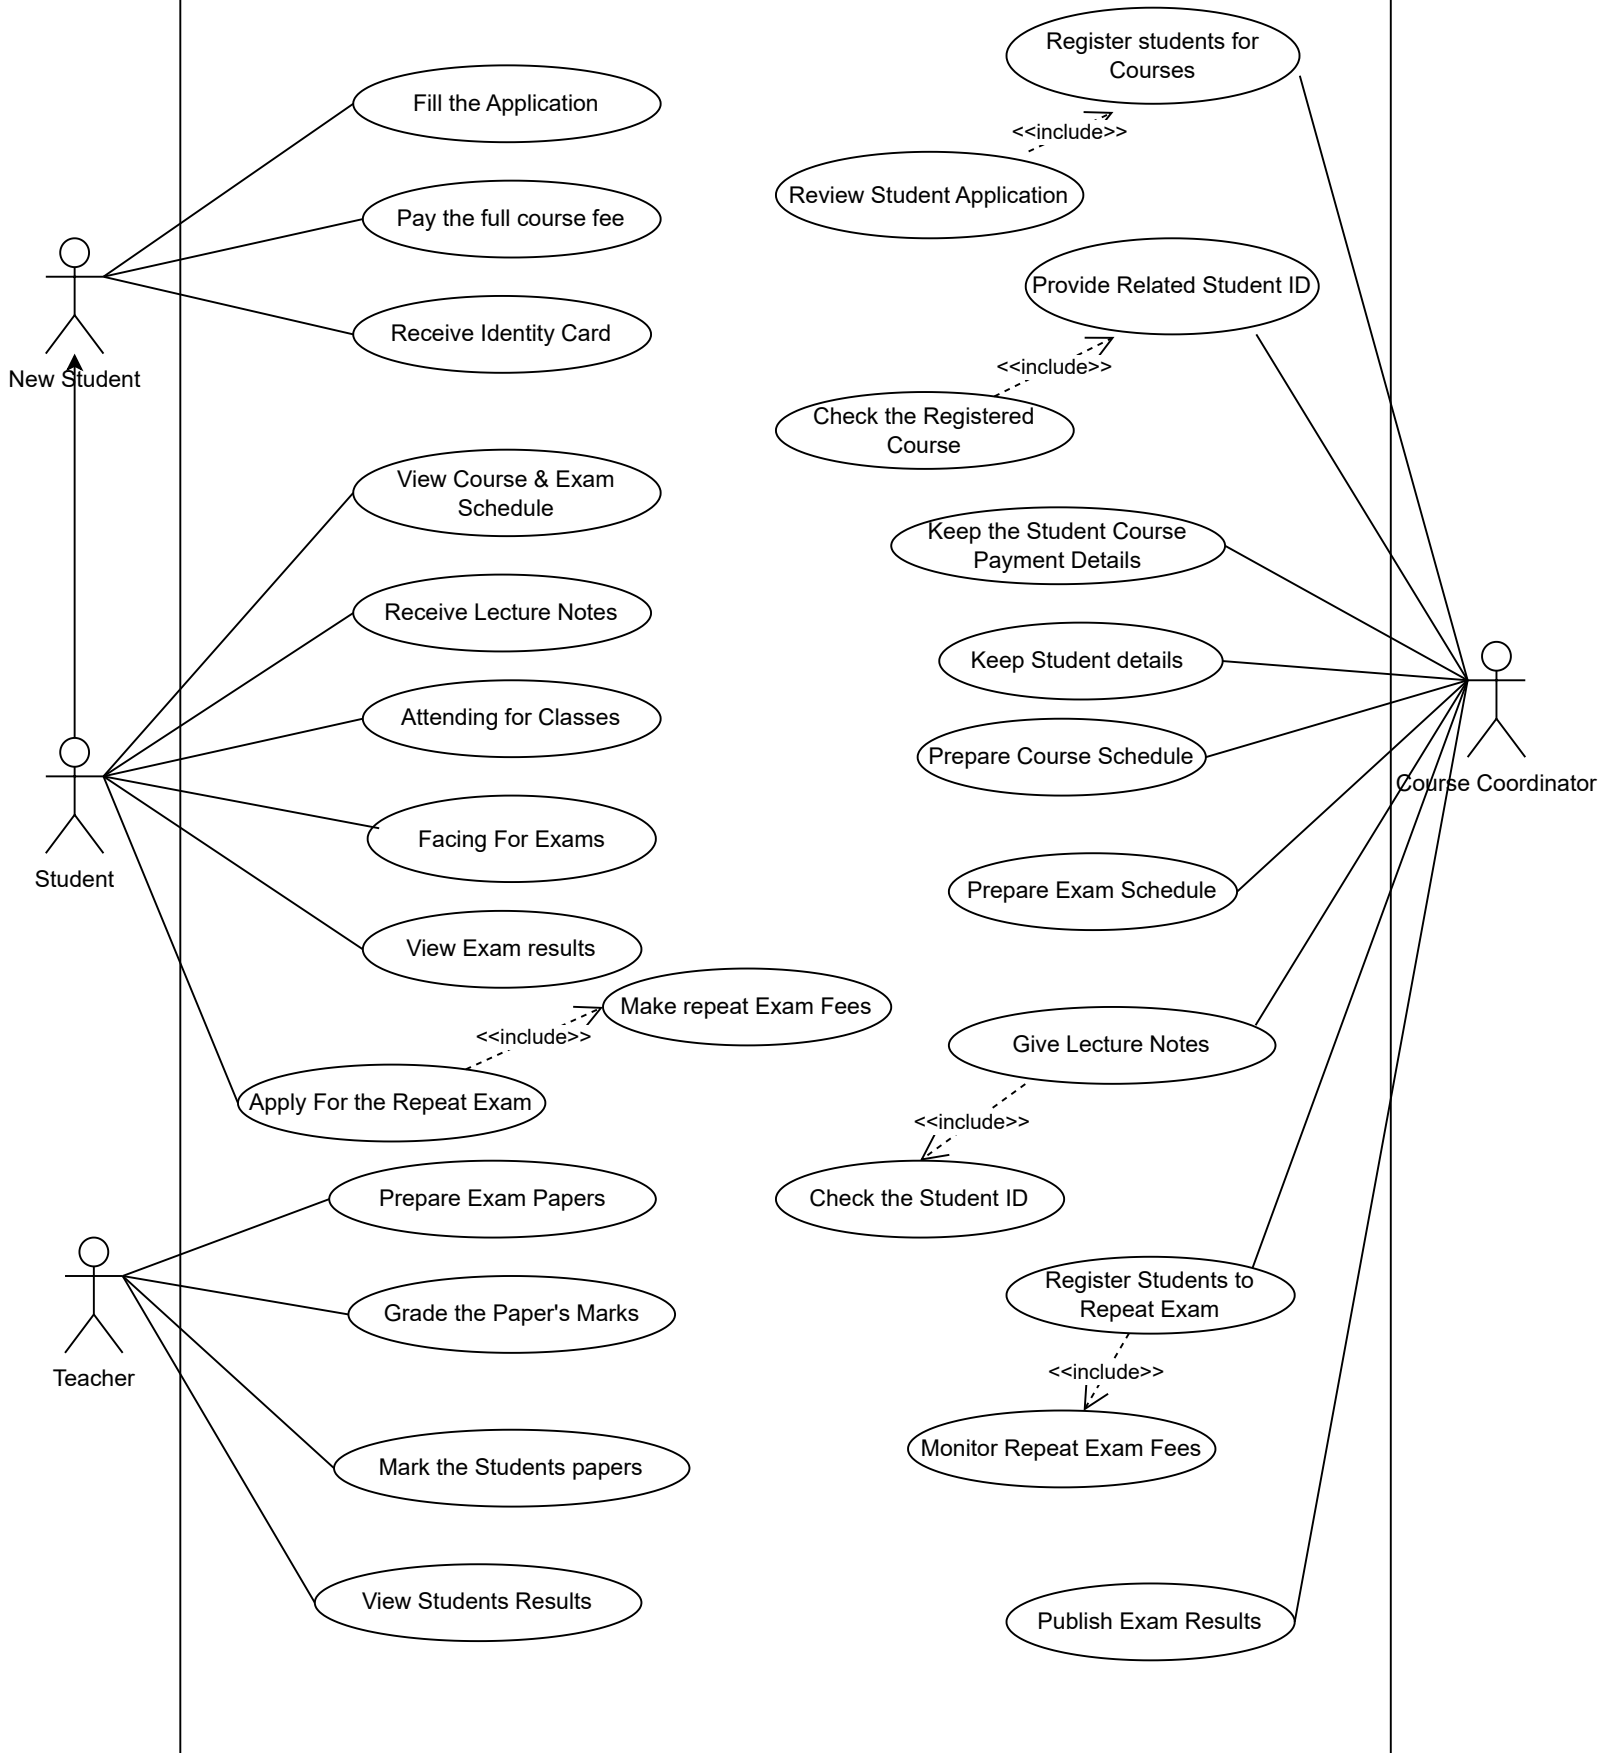 Register students for
Courses
Fill the Application
<<include>>
Review Student Application
Pay the full course fee
Provide Related Student ID
Receive Identity Card
<<include>>
New Student
Check the Registered
Course
View Course & Exam
Schedule
Keep the Student Course
Payment Details
Receive Lecture Notes
Keep Student details
Attending for Classes
Prepare Course Schedule
Course Coordinator
Facing For Exams
Student
Prepare Exam Schedule
View Exam results
Make repeat Exam Fees
<<include>>
Give Lecture Notes
Apply For the Repeat Exam
<<include>>
Prepare Exam Papers
Check the Student ID
Register Students to
Repeat Exam
Grade the Paper's Marks
Teacher
<<include>>
Monitor Repeat Exam Fees
Mark the Students papers
View Students Results
Publish Exam Results